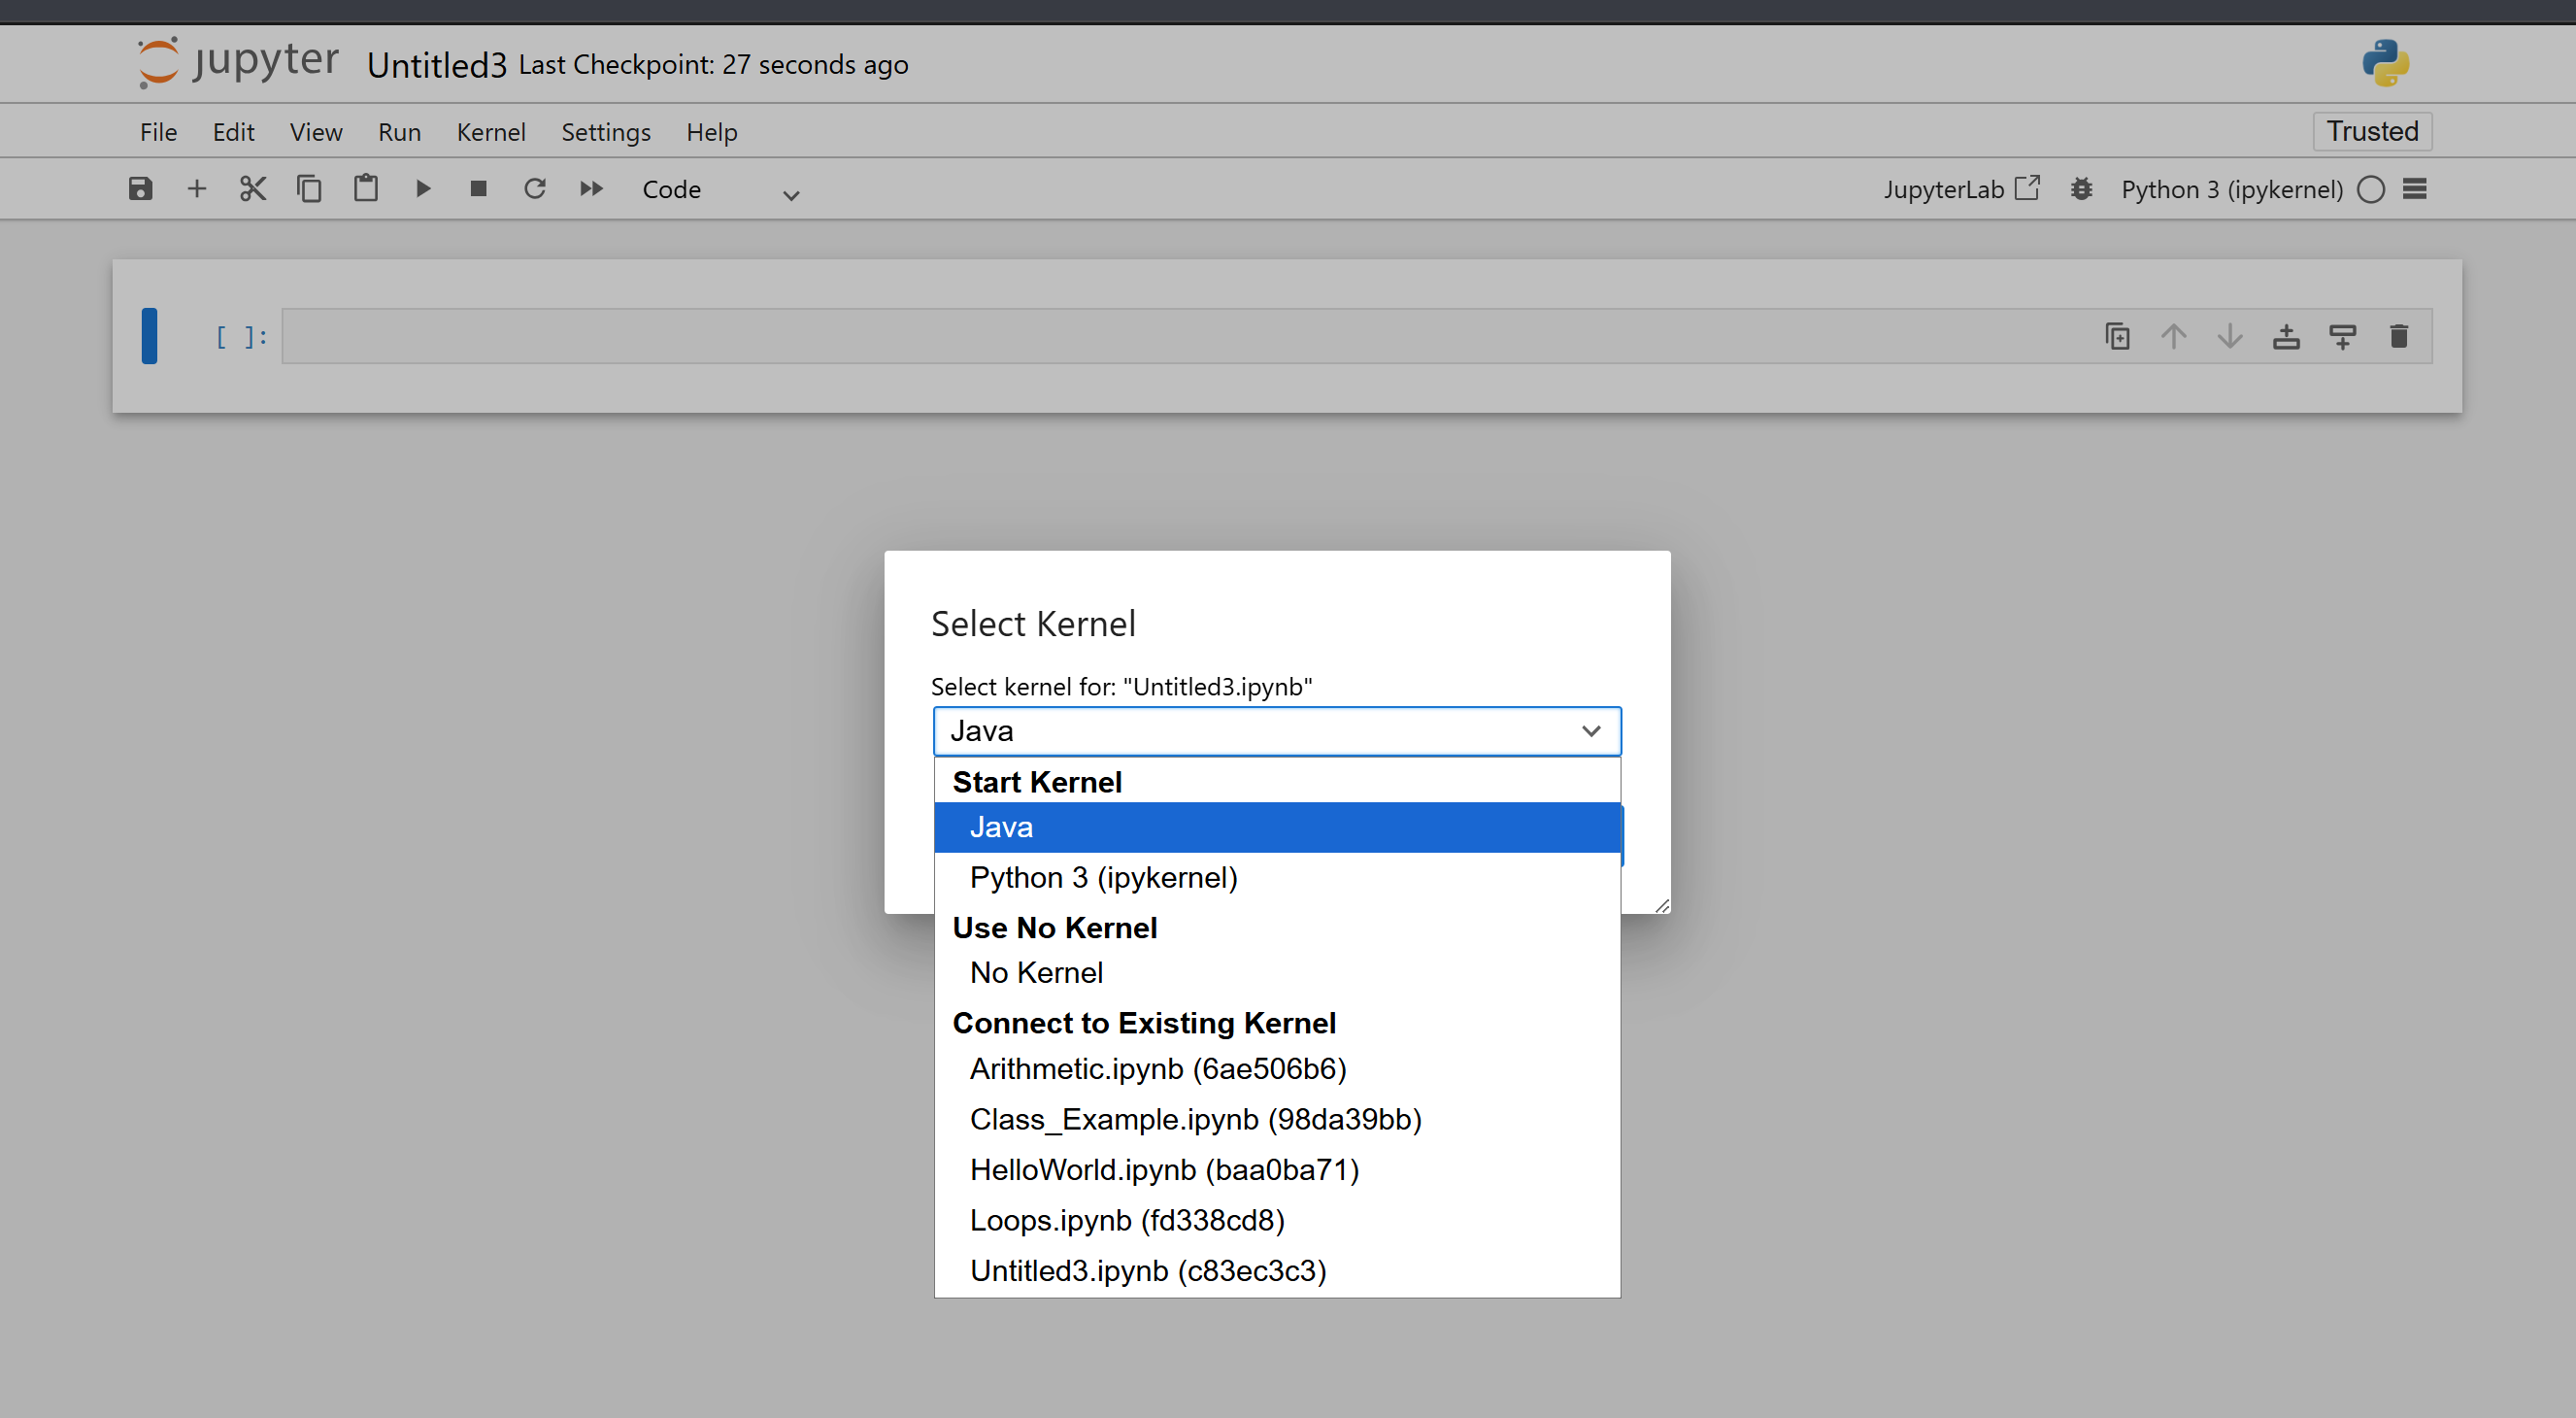 jupyter Untitled3 Last Checkpoint: 27 seconds ago
File Edit View Run Kernel Settings Help Trusted
Code JupyterLab Python 3 (ipykernel)
[ ]:
Select Kernel
Select kernel for: "Untitled3.ipynb"
Java
Start Kernel
Java
Python 3 (ipykernel)
Use No Kernel
No Kernel
Connect to Existing Kernel
Arithmetic.ipynb (6ae506b6)
Class_Example.ipynb (98da39bb)
HelloWorld.ipynb (baa0ba71)
Loops.ipynb (fd338cd8)
Untitled3.ipynb (c83ec3c3)